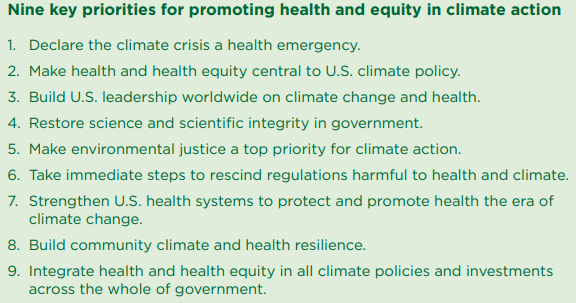 Nine key priorities for promoting health and equity in climate action
1. Declare the climate crisis a health emergency.
2. Make health and health equity central to U.S. climate policy.
3. Build U.S. leadership worldwide on climate change and health.
4. Restore science and scientific integrity in government.
5. Make environmental justice a top priority for climate action.
6. Take immediate steps to rescind regulations harmful to health and climate.
7. Strengthen U.S. health systems to protect and promote health the era of
climate change.
8. Build community climate and health resilience.
9. Integrate health and health equity in all climate policies and investments
across the whole of government.